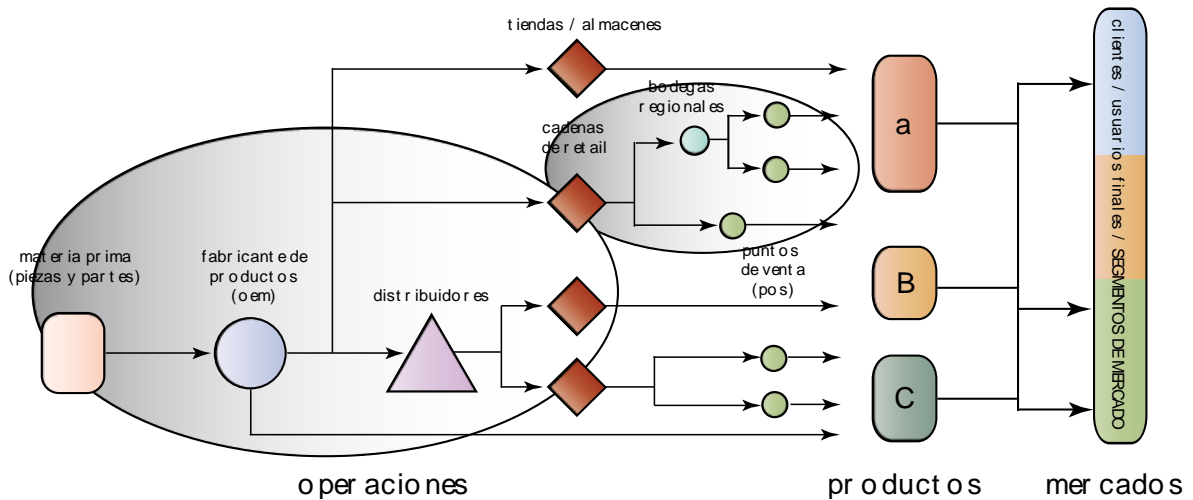 tiendas / almacenes
bodegas
regionales
cadenas
de retail
materia prima
(piezas y partes)
fabricante de
productos
(oem)
distribuidores
puntos
de venta
(pos)
a
B
C
clientes / usuarios finales / SEGMENTOS DE MERCADO
operaciones
productos
mercados